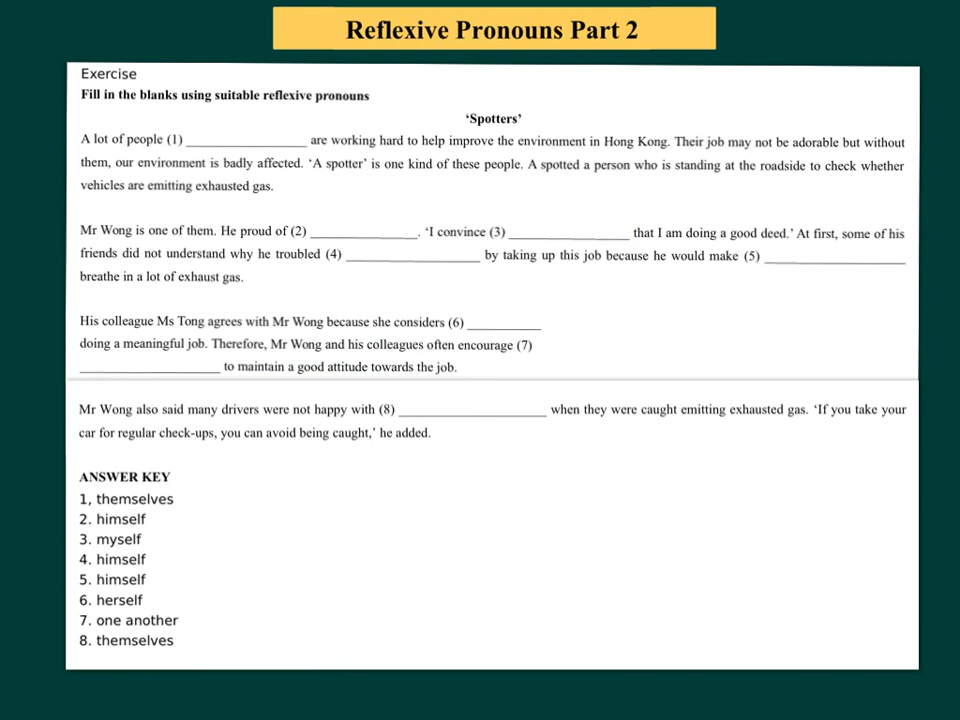 Reflexive Pronouns Part 2
Exercise
Fill in the blanks using suitable reflexive pronouns
‘Spotters’
A lot of people (1) __________________ are working hard to help improve the environment in Hong Kong. Their job may not be adorable but without
them, our environment is badly affected. ‘A spotter’ is one kind of these people. A spotted a person who is standing at the roadside to check whether
vehicles are emitting exhausted gas.
Mr Wong is one of them. He proud of (2) ________________. ‘I convince (3) __________________ that I am doing a good deed.’ At first, some of his
friends did not understand why he troubled (4) ____________________ by taking up this job because he would make (5) _____________________
breathe in a lot of exhaust gas.
His colleague Ms Tong agrees with Mr Wong because she considers (6) ___________
doing a meaningful job. Therefore, Mr Wong and his colleagues often encourage (7)
_____________________ to maintain a good attitude towards the job.
Mr Wong also said many drivers were not happy with (8) ______________________ when they were caught emitting exhausted gas. ‘If you take your
car for regular check-ups, you can avoid being caught,’ he added.
ANSWER KEY
1, themselves
2. himself
3. myself
4. himself
5. himself
6. herself
7. one another
8. themselves